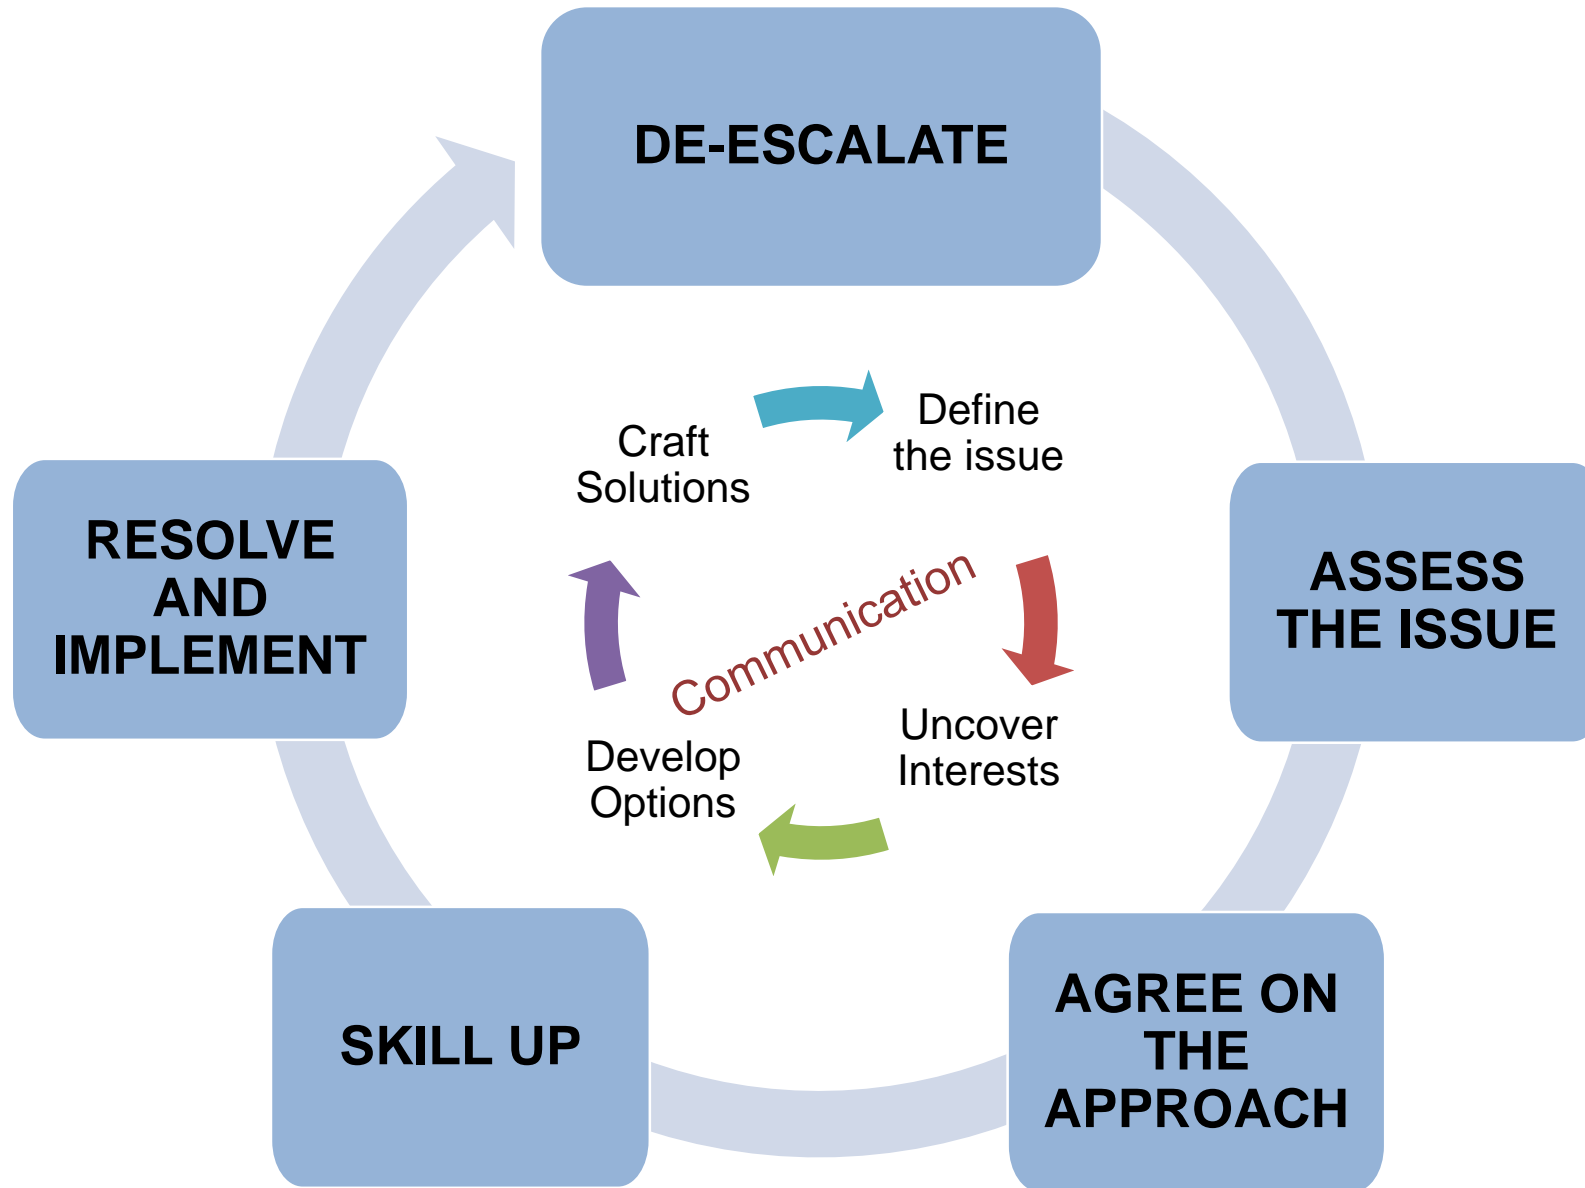 DE-ESCALATE
ASSESS
THE ISSUE
AGREE ON
THE
APPROACH
SKILL UP
RESOLVE
AND
IMPLEMENT
Define
the issue
Uncover
Interests
Develop
Options
Craft
Solutions
Communication